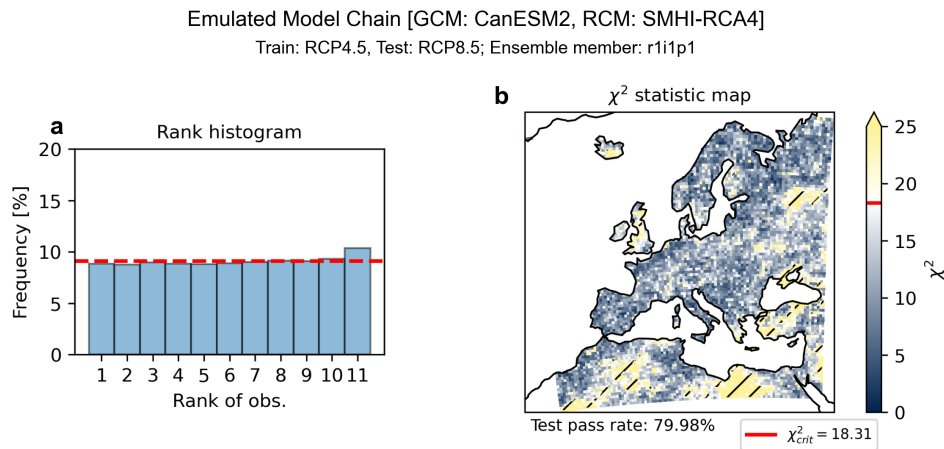 Emulated Model Chain [GCM: CanESM2, RCM: SMHI-RCA4]
Train: RCP4.5, Test: RCP8.5; Ensemble member: r1i1p1
a
Rank histogram
Frequency [%]
20
15
10
5
0
1 2 3 4 5 6 7 8 9 10 11
Rank of obs.
b
χ² statistic map
25
20
15
10
5
0
χ²
Test pass rate: 79.98%
χ²crit = 18.31